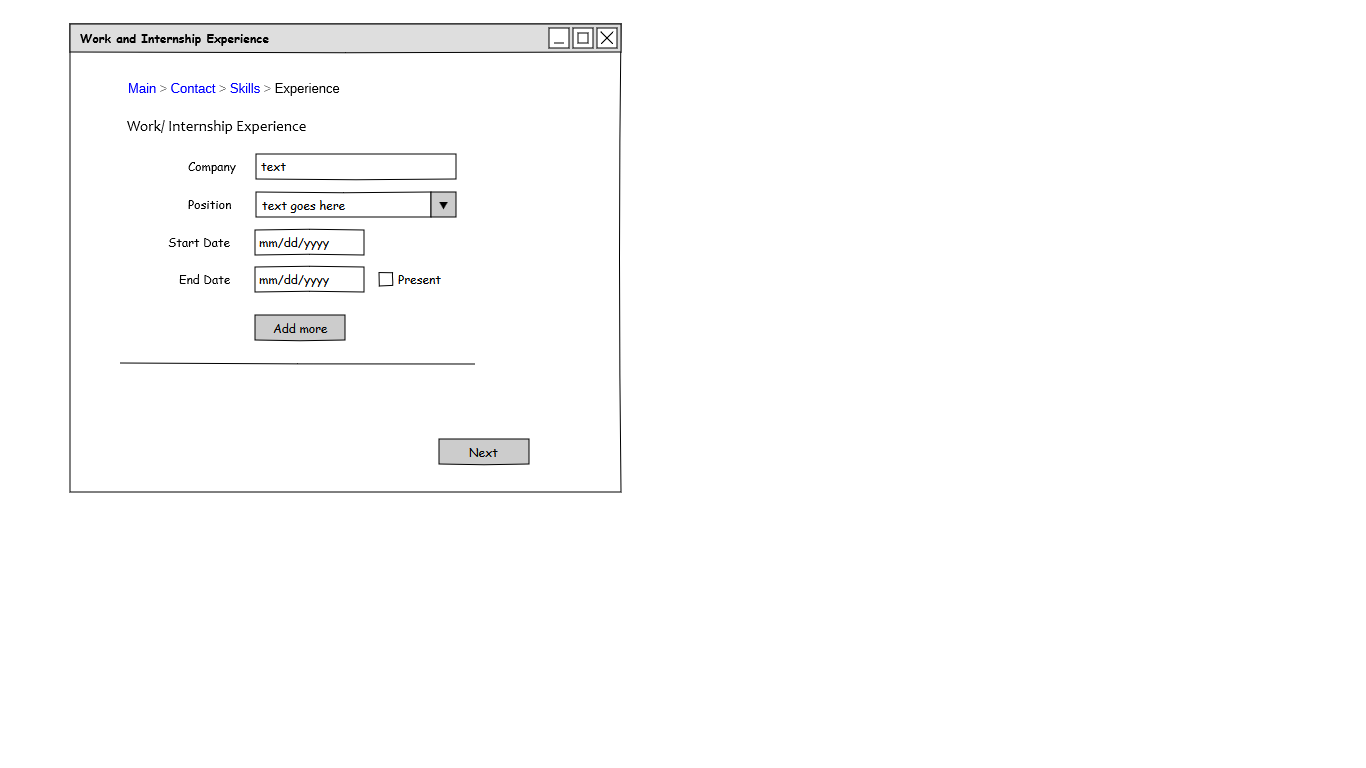 Work and Internship Experience
Main > Contact > Skills > Experience
Work/ Internship Experience
Company text
Position text goes here
Start Date mm/dd/yyyy
End Date mm/dd/yyyy Present
Add more
Next